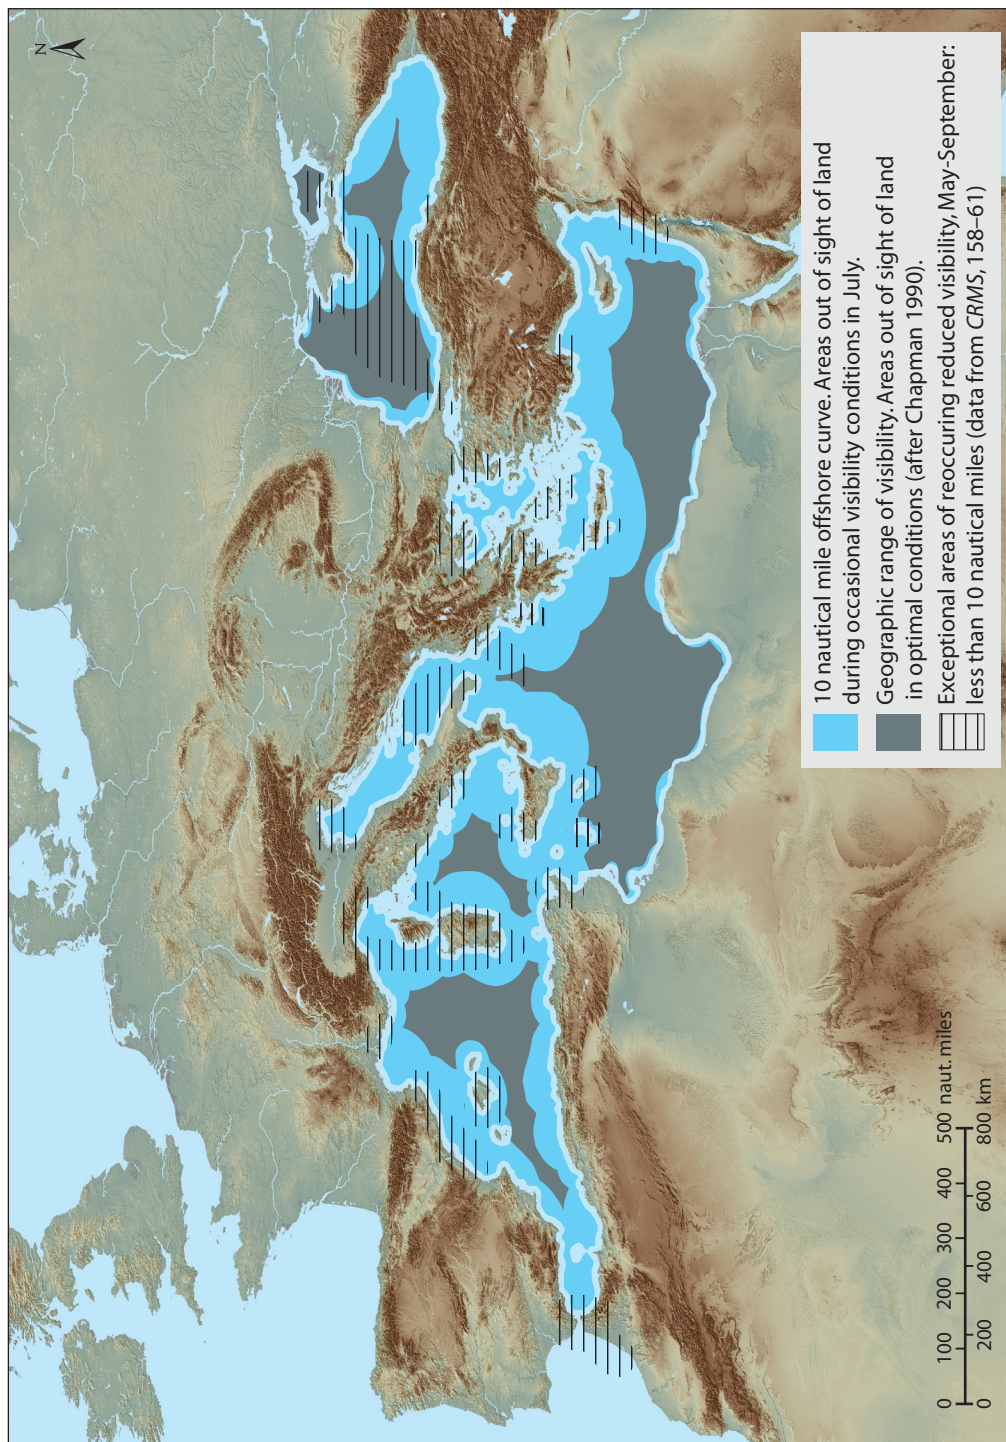 N
10 nautical mile offshore curve. Areas out of sight of land
during occasional visibility conditions in July.
Geographic range of visibility. Areas out of sight of land
in optimal conditions (after Chapman 1990).
Exceptional areas of reoccuring reduced visibility, May-September:
less than 10 nautical miles (data from CRMS, 158–61)
0 100 200 300 400 500 naut. miles
0 200 400 600 800 km